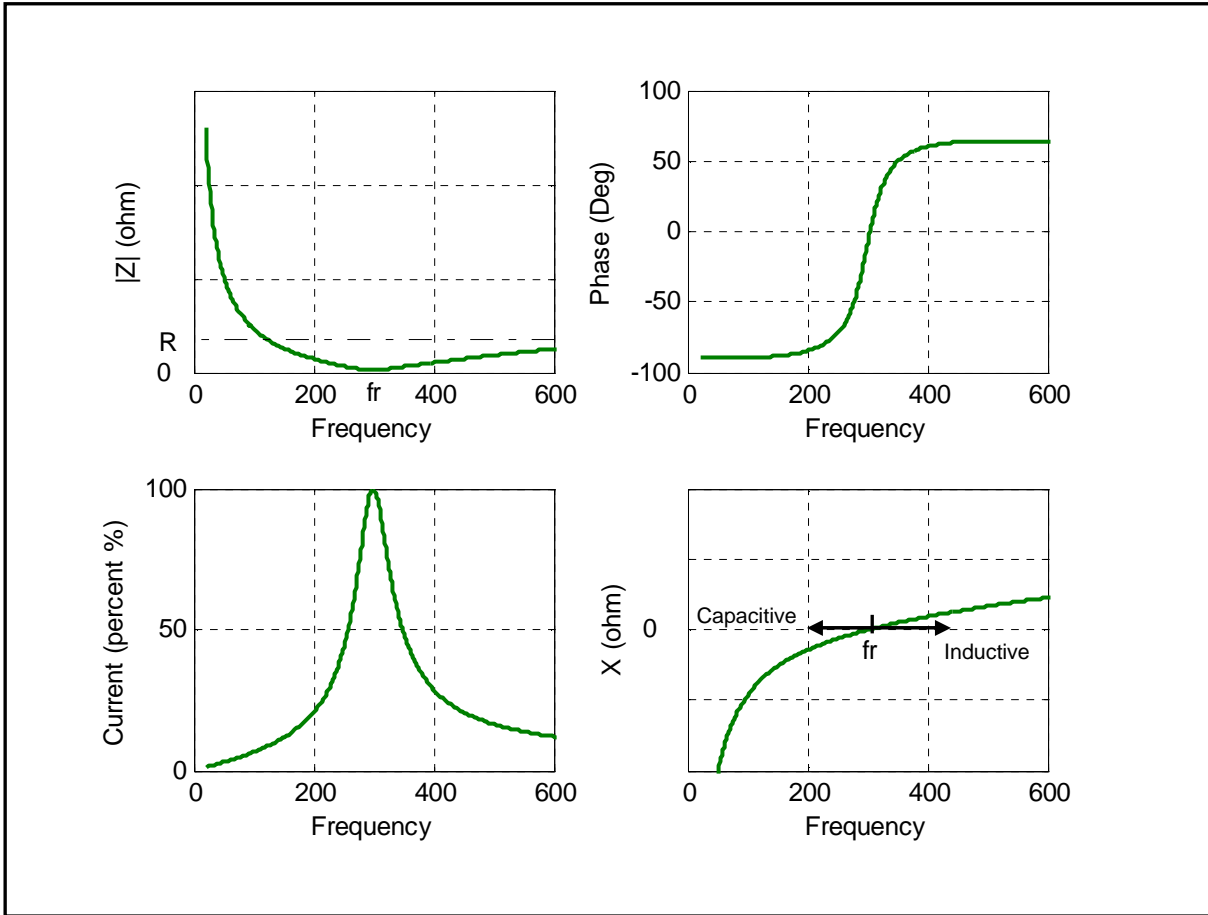 |Z| (ohm)
R
0
0
200
fr
400
600
Frequency
Phase (Deg)
100
50
0
-50
-100
0
200
400
600
Frequency
Current (percent %)
100
50
0
0
200
400
600
Frequency
X (ohm)
0
Capacitive
fr
Inductive
0
200
400
600
Frequency